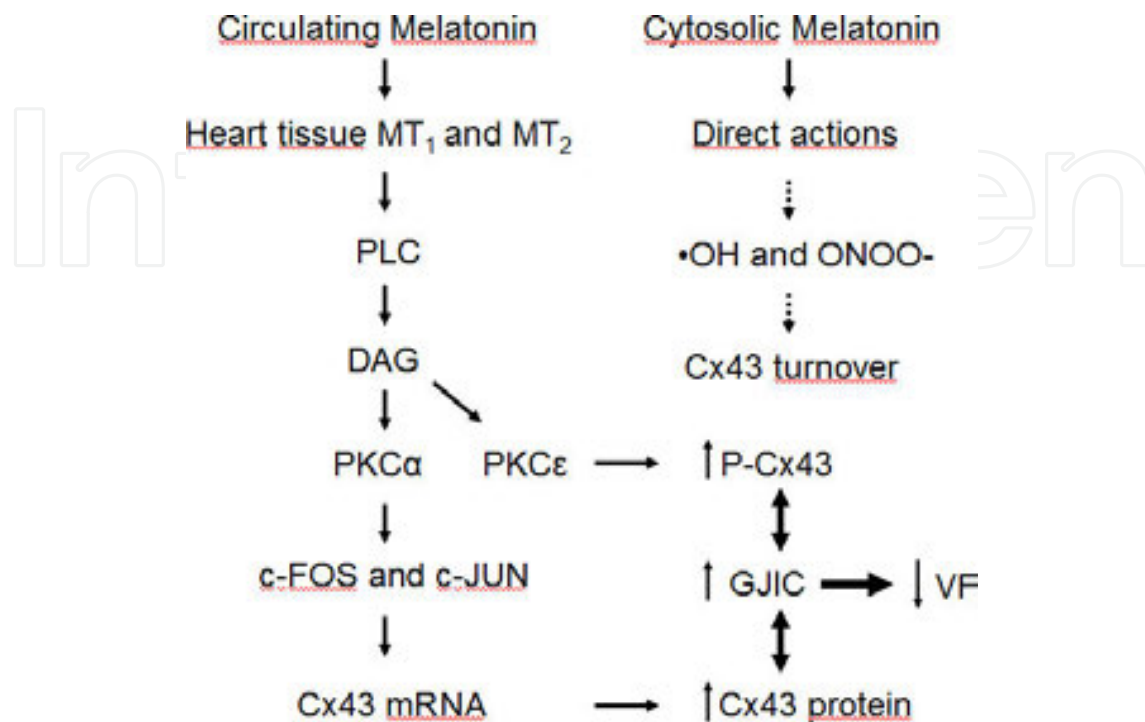 Circulating Melatonin Cytosolic Melatonin
Heart tissue MT₁ and MT₂ Direct actions
PLC •OH and ONOO-
DAG Cx43 turnover
PKCα PKCε ↑P-Cx43
c-FOS and c-JUN ↑ GJIC ↓ VF
Cx43 mRNA ↑Cx43 protein